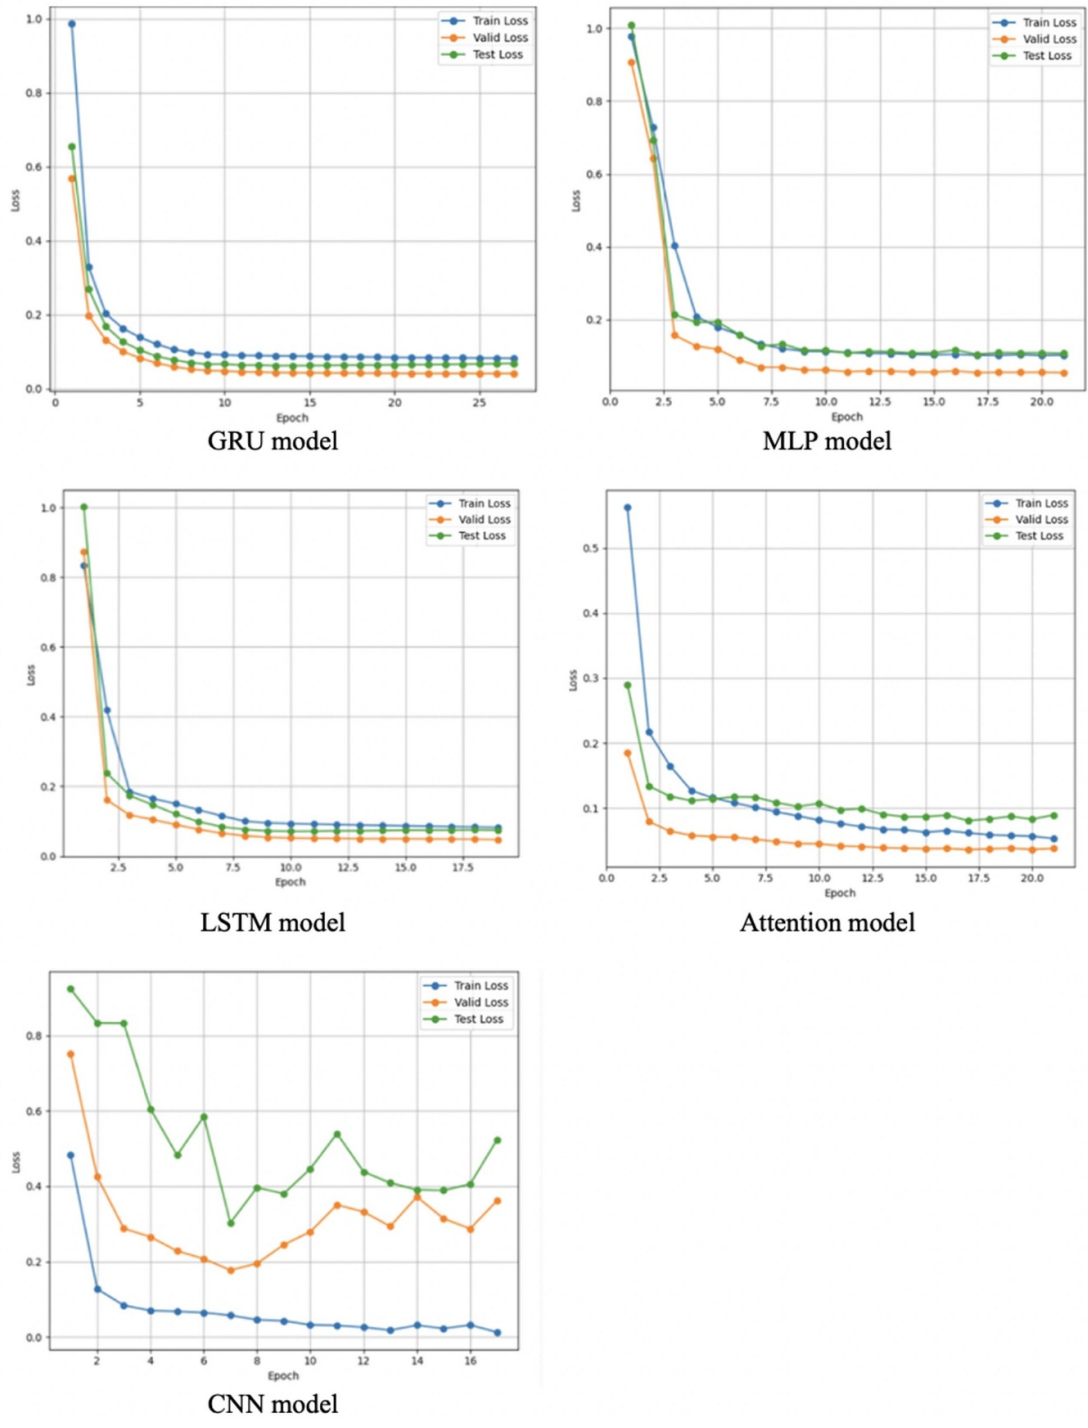 1.0
0.8
0.6
0.4
0.2
0.0
Loss
Train Loss
Valid Loss
Test Loss
0 5 10 15 20 25
Epoch
GRU model
1.0
0.8
0.6
0.4
0.2
Loss
Train Loss
Valid Loss
Test Loss
0.0 2.5 5.0 7.5 10.0 12.5 15.0 17.5 20.0
Epoch
MLP model
1.0
0.8
0.6
0.4
0.2
0.0
Loss
Train Loss
Valid Loss
Test Loss
2.5 5.0 7.5 10.0 12.5 15.0 17.5
Epoch
LSTM model
0.5
0.4
0.3
0.2
0.1
Loss
Train Loss
Valid Loss
Test Loss
0.0 2.5 5.0 7.5 10.0 12.5 15.0 17.5 20.0
Epoch
Attention model
0.8
0.6
0.4
0.2
0.0
Loss
Train Loss
Valid Loss
Test Loss
2 4 6 8 10 12 14 16
Epoch
CNN model